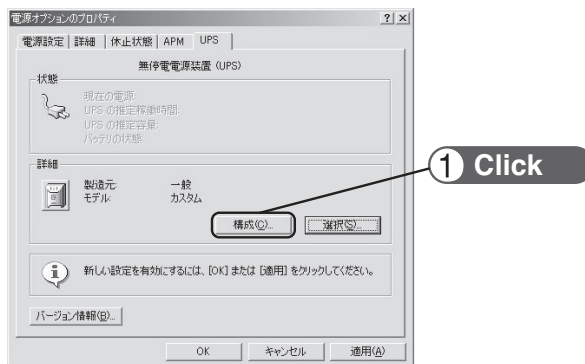 電源オプションのプロパティ
電源設定 詳細 休止状態 APM UPS
無停電電源装置 (UPS)
状態
現在の電源:
UPS の推定稼働時間:
UPS の推定容量:
バッテリの状態:
詳細
製造元: 一般
モデル: カスタム
構成(C)... 選択(S)...
① Click
新しい設定を有効にするには、[OK] または [適用] をクリックしてください。
バージョン情報(B)...
OK キャンセル 適用(A)